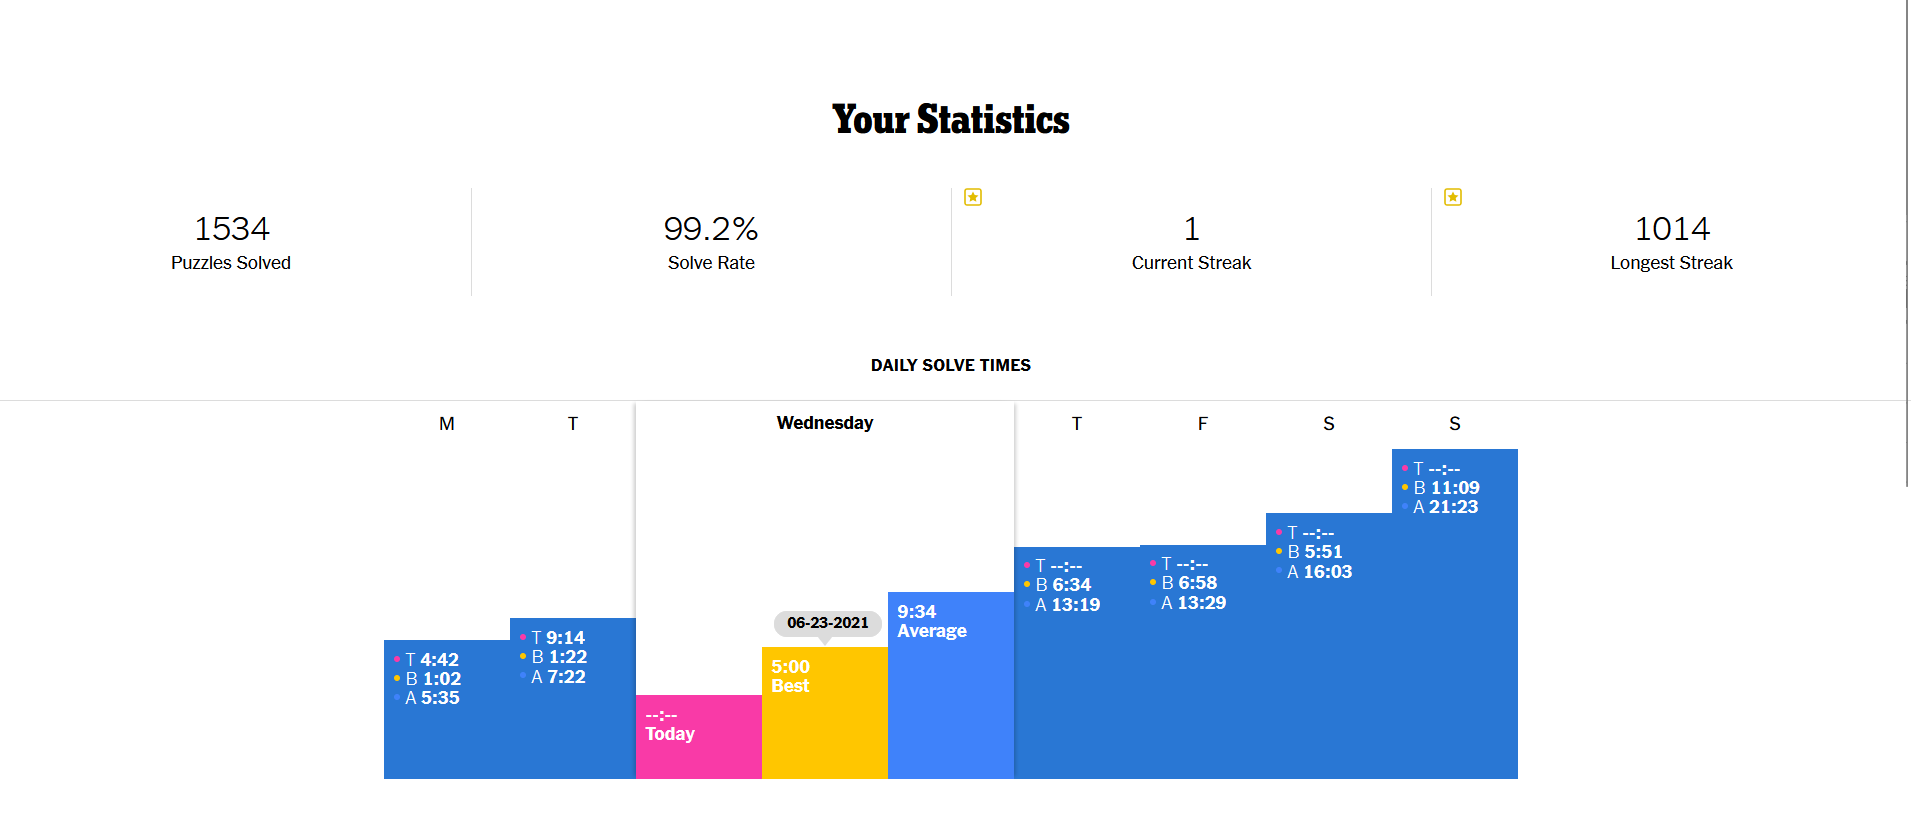 Your Statistics
1534
Puzzles Solved
99.2%
Solve Rate
1
Current Streak
1014
Longest Streak
DAILY SOLVE TIMES
M
T 4:42
B 1:02
A 5:35
T
T 9:14
B 1:22
A 7:22
Wednesday
--:--
Today
06-23-2021
5:00
Best
9:34
Average
T
T --:--
B 6:34
A 13:19
F
T --:--
B 6:58
A 13:29
S
T --:--
B 5:51
A 16:03
S
T --:--
B 11:09
A 21:23